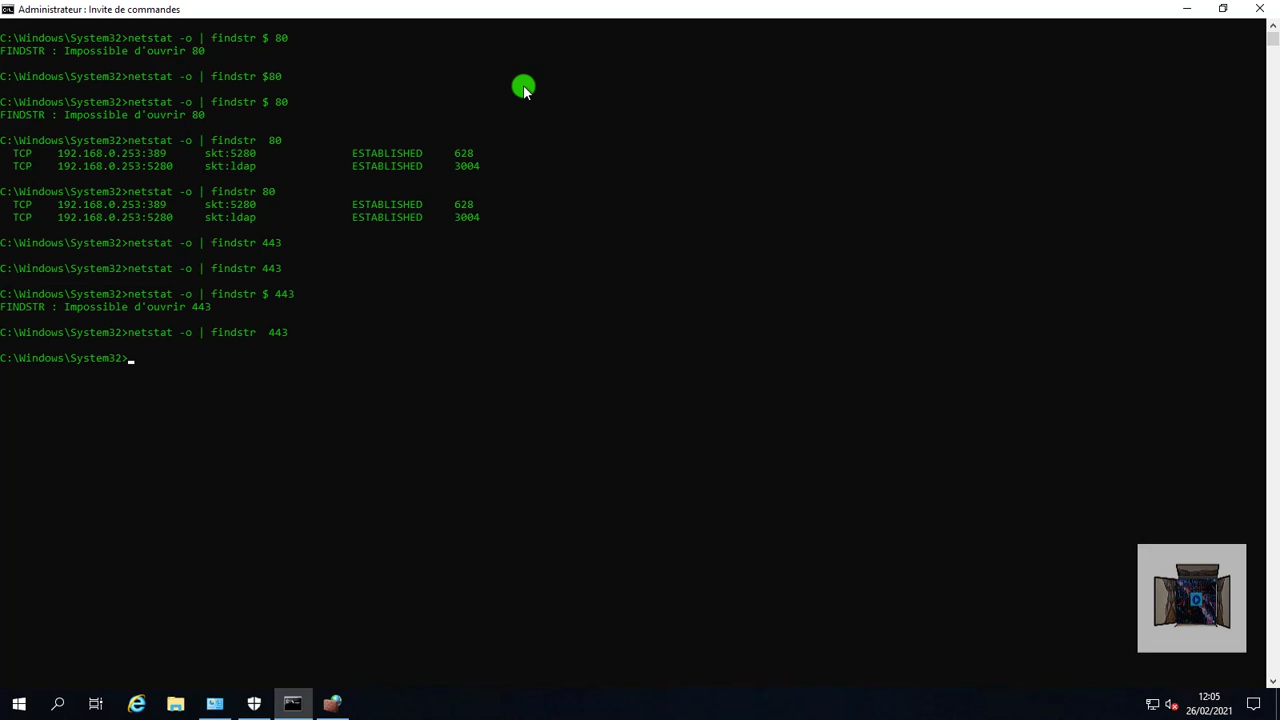 Administrateur : Invite de commandes
C:\Windows\System32>netstat -o | findstr $ 80
FINDSTR : Impossible d'ouvrir 80
C:\Windows\System32>netstat -o | findstr $80
C:\Windows\System32>netstat -o | findstr $ 80
FINDSTR : Impossible d'ouvrir 80
C:\Windows\System32>netstat -o | findstr  80
TCP    192.168.0.253:389      skt:5280               ESTABLISHED     628
TCP    192.168.0.253:5280     skt:ldap               ESTABLISHED     3004
C:\Windows\System32>netstat -o | findstr 80
TCP    192.168.0.253:389      skt:5280               ESTABLISHED     628
TCP    192.168.0.253:5280     skt:ldap               ESTABLISHED     3004
C:\Windows\System32>netstat -o | findstr 443
C:\Windows\System32>netstat -o | findstr 443
C:\Windows\System32>netstat -o | findstr $ 443
FINDSTR : Impossible d'ouvrir 443
C:\Windows\System32>netstat -o | findstr  443
C:\Windows\System32>
12:05
26/02/2021